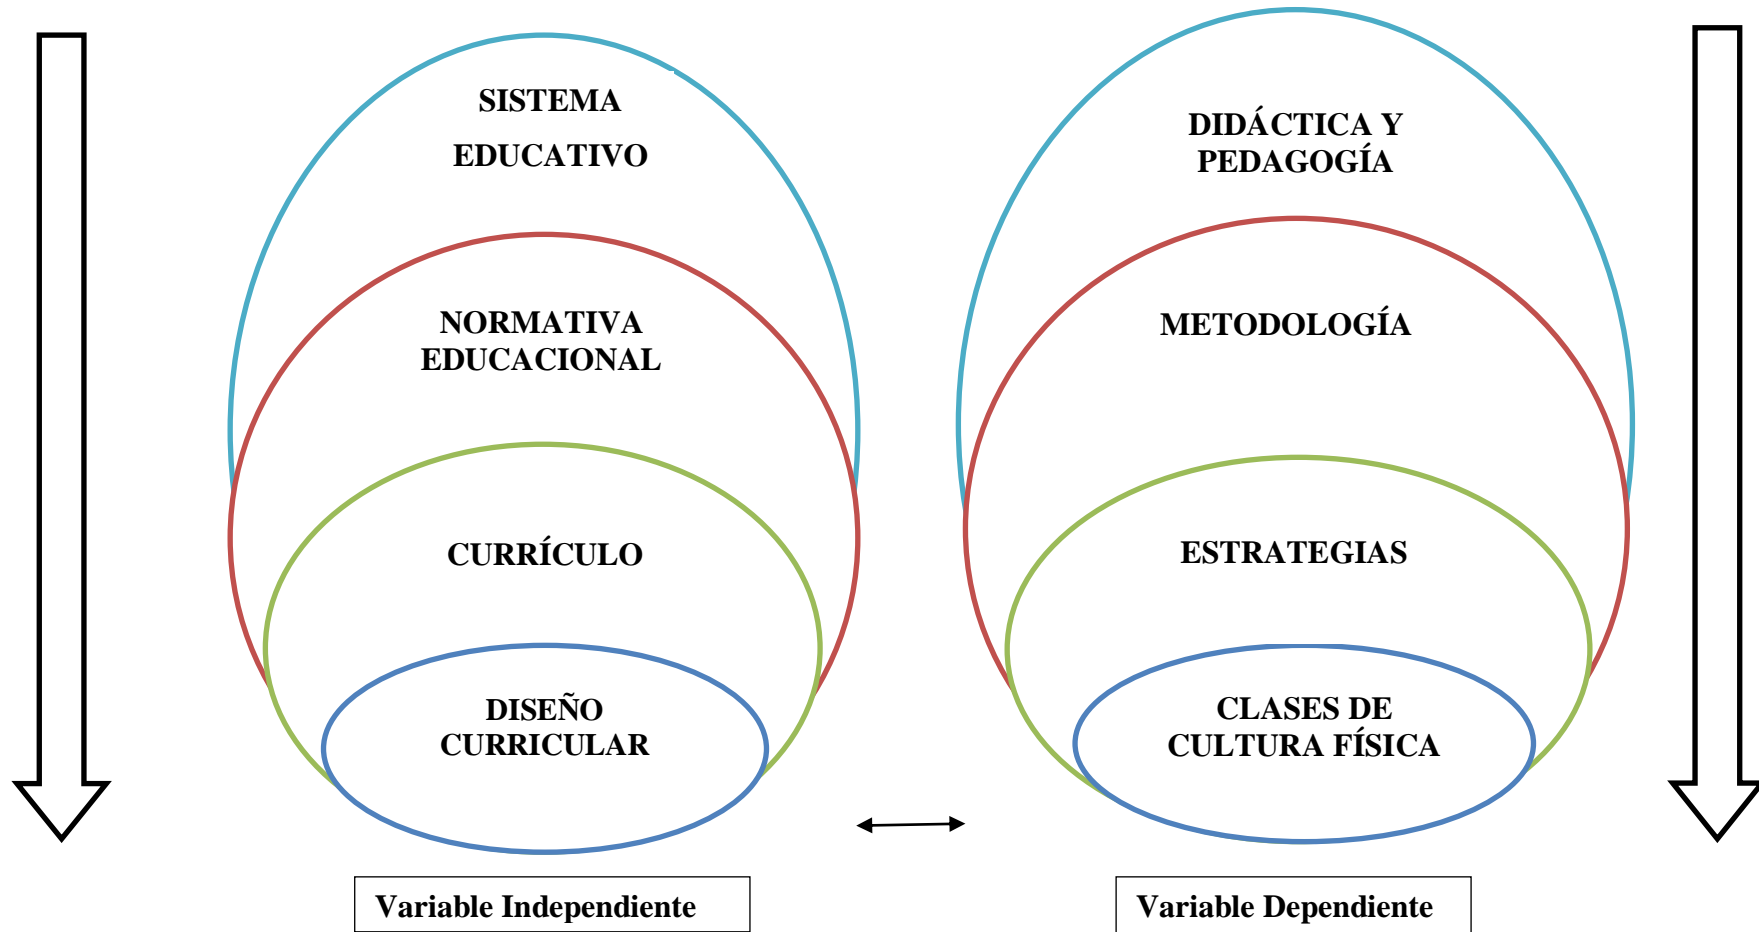 SISTEMA
EDUCATIVO
NORMATIVA
EDUCACIONAL
CURRÍCULO
DISEÑO
CURRICULAR
Variable Independiente
DIDÁCTICA Y
PEDAGOGÍA
METODOLOGÍA
ESTRATEGIAS
CLASES DE
CULTURA FÍSICA
Variable Dependiente